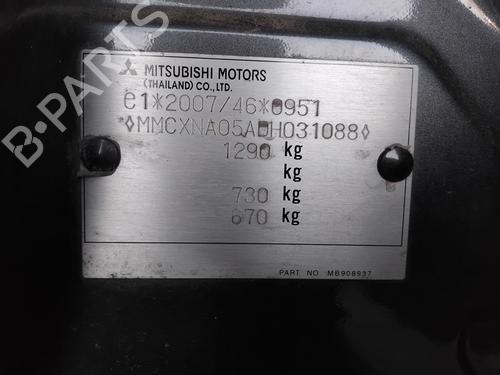 B-PARTS
MITSUBISHI MOTORS
(THAILAND) CO., LTD.
e1*2007/46*0951
◊MMCXNA05ADH031088◊
1290 kg
kg
730 kg
670 kg
PART NO. MB908937